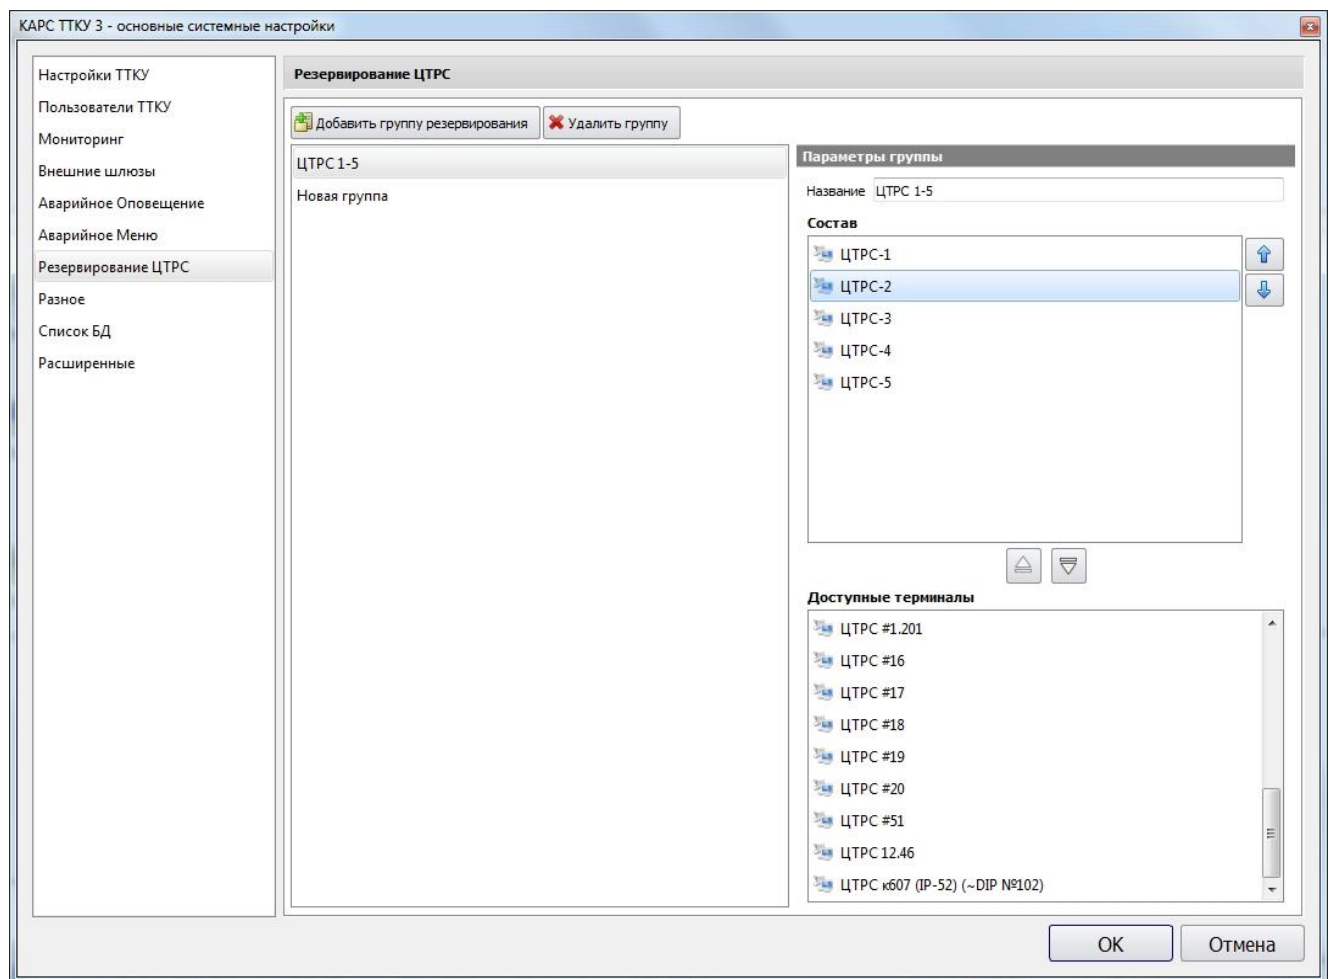 КАРС ТТКУ 3 - основные системные настройки
Настройки ТТКУ
Пользователи ТТКУ
Мониторинг
Внешние шлюзы
Аварийное Оповещение
Аварийное Меню
Резервирование ЦТРС
Разное
Список БД
Расширенные
Резервирование ЦТРС
Добавить группу резервирования
Удалить группу
ЦТРС 1-5
Новая группа
Параметры группы
Название ЦТРС 1-5
Состав
ЦТРС-1
ЦТРС-2
ЦТРС-3
ЦТРС-4
ЦТРС-5
Доступные терминалы
ЦТРС #1.201
ЦТРС #16
ЦТРС #17
ЦТРС #18
ЦТРС #19
ЦТРС #20
ЦТРС #51
ЦТРС 12.46
ЦТРС к607 (IP-52) (~DIP №102)
OK
Отмена